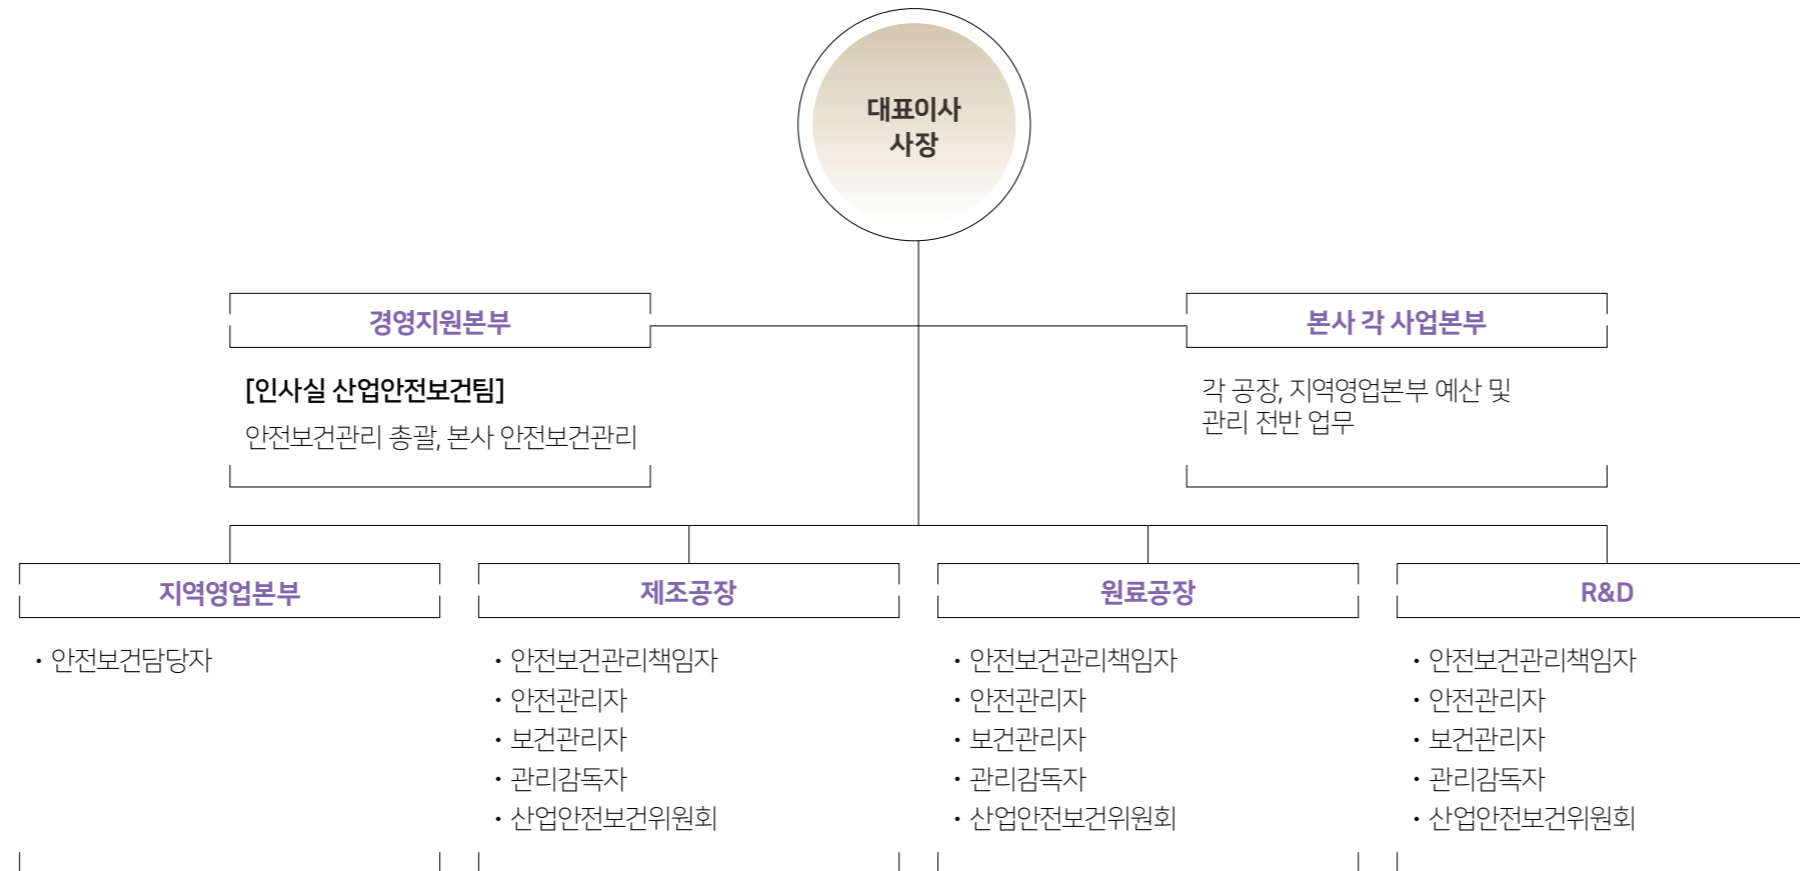 대표이사
사장
경영지원본부
[인사실 산업안전보건팀]
안전보건관리 총괄, 본사 안전보건관리
본사 각 사업본부
각 공장, 지역영업본부 예산 및
관리 전반 업무
지역영업본부
• 안전보건담당자
제조공장
• 안전보건관리책임자
• 안전관리자
• 보건관리자
• 관리감독자
• 산업안전보건위원회
원료공장
• 안전보건관리책임자
• 안전관리자
• 보건관리자
• 관리감독자
• 산업안전보건위원회
R&D
• 안전보건관리책임자
• 안전관리자
• 보건관리자
• 관리감독자
• 산업안전보건위원회